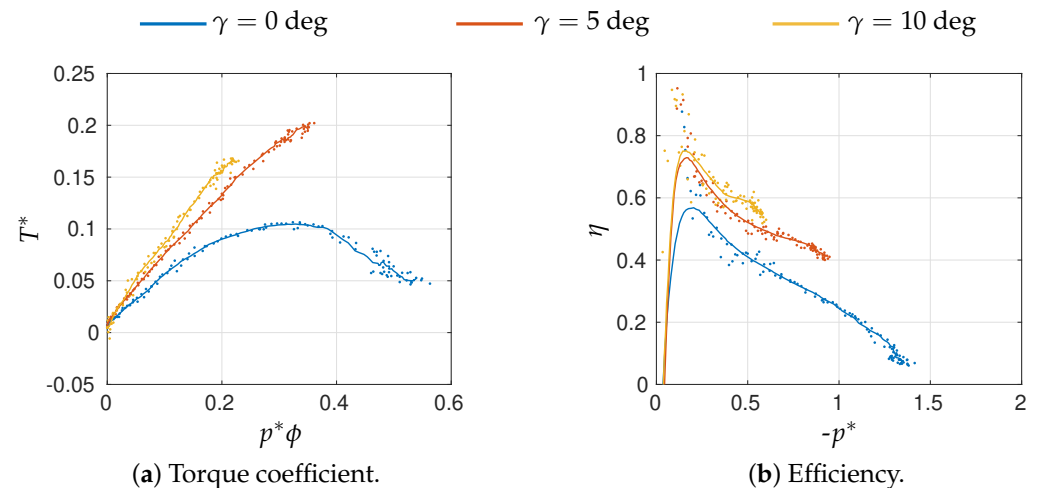 γ = 0 deg γ = 5 deg γ = 10 deg
0.25
0.2
0.15
0.1
0.05
0
-0.05
T*
0 0.2 0.4 0.6
p*ϕ
(a) Torque coefficient.
1
0.8
0.6
0.4
0.2
0
η
0 0.5 1 1.5 2
-p*
(b) Efficiency.